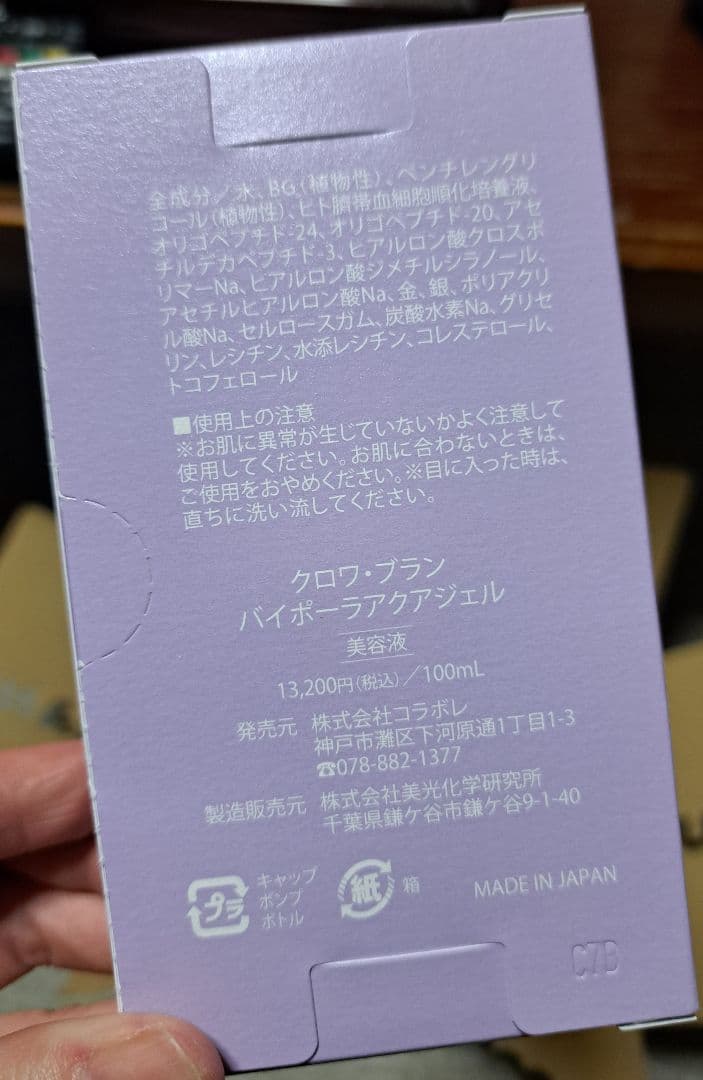 全成分／水、BG(植物性)、ペンチレングリ
コール(植物性)、ヒト臍帯血細胞順化培養液、
オリゴペプチド-24、オリゴペプチド-20、アセ
チルデカペプチド-3、ヒアルロン酸クロスポ
リマーNa、ヒアルロン酸ジメチルシラノール、
アセチルヒアルロン酸Na、金、銀、ポリアクリ
ル酸Na、セルロースガム、炭酸水素Na、グリセ
リン、レシチン、水添レシチン、コレステロール、
トコフェロール
■使用上の注意
※お肌に異常が生じていないかよく注意して
使用してください。お肌に合わないときは、
ご使用をおやめください。※目に入った時は、
直ちに洗い流してください。
クロワ・ブラン
バイポーラアクアジェル
美容液
13,200円(税込)／100mL
発売元 株式会社コラボレ
神戸市灘区下河原通1丁目1-3
☎078-882-1377
製造販売元 株式会社美光化学研究所
千葉県鎌ケ谷市鎌ケ谷9-1-40
プラ キャップ
ポンプ
ボトル
紙 箱
MADE IN JAPAN
C7B